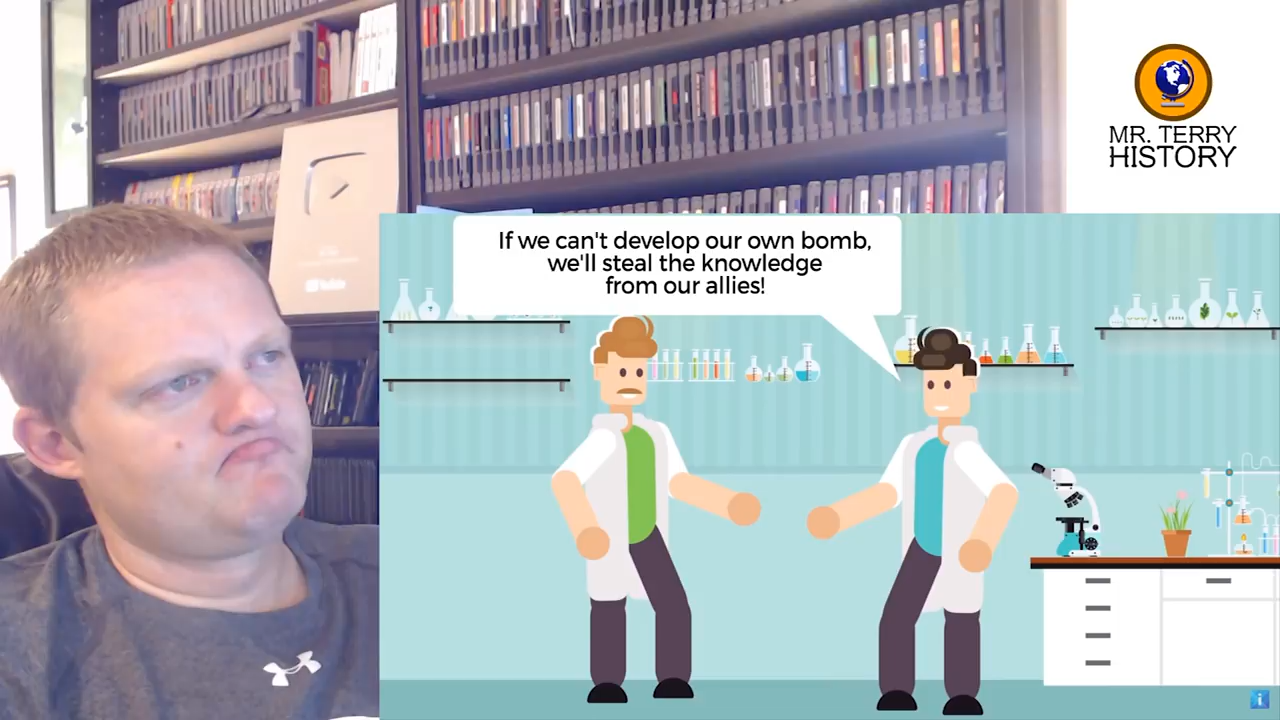 MR. TERRY
HISTORY
If we can't develop our own bomb,
we'll steal the knowledge
from our allies!